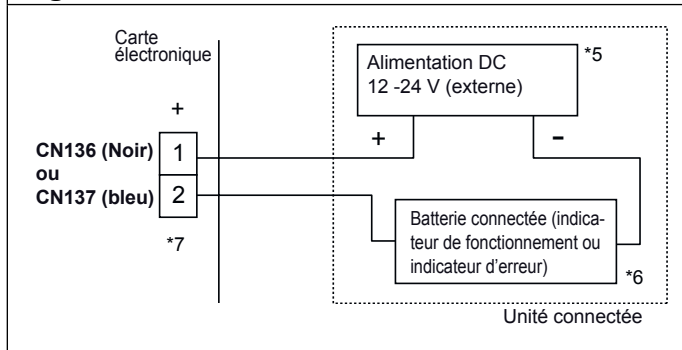 Carte
électronique
Alimentation DC
12 -24 V (externe)
*5
+
+
-
CN136 (Noir)
1
ou
CN137 (bleu)
2
*7
Batterie connectée (indica-
teur de fonctionnement ou
indicateur d'erreur)
*6
Unité connectée